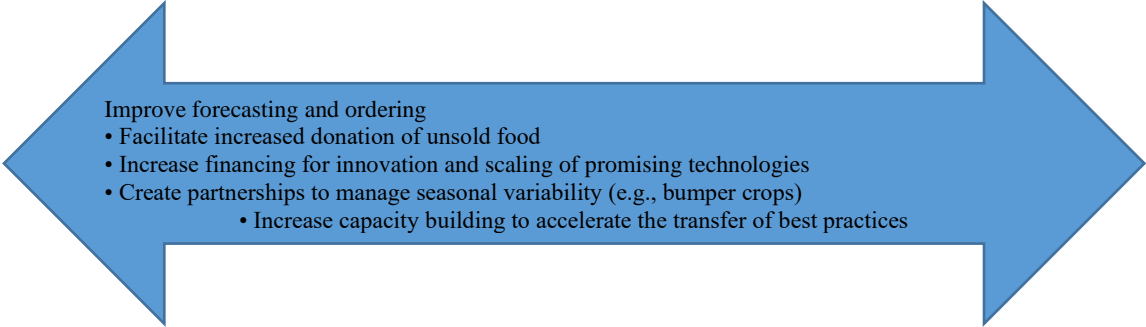 Improve forecasting and ordering
• Facilitate increased donation of unsold food
• Increase financing for innovation and scaling of promising technologies
• Create partnerships to manage seasonal variability (e.g., bumper crops)
• Increase capacity building to accelerate the transfer of best practices